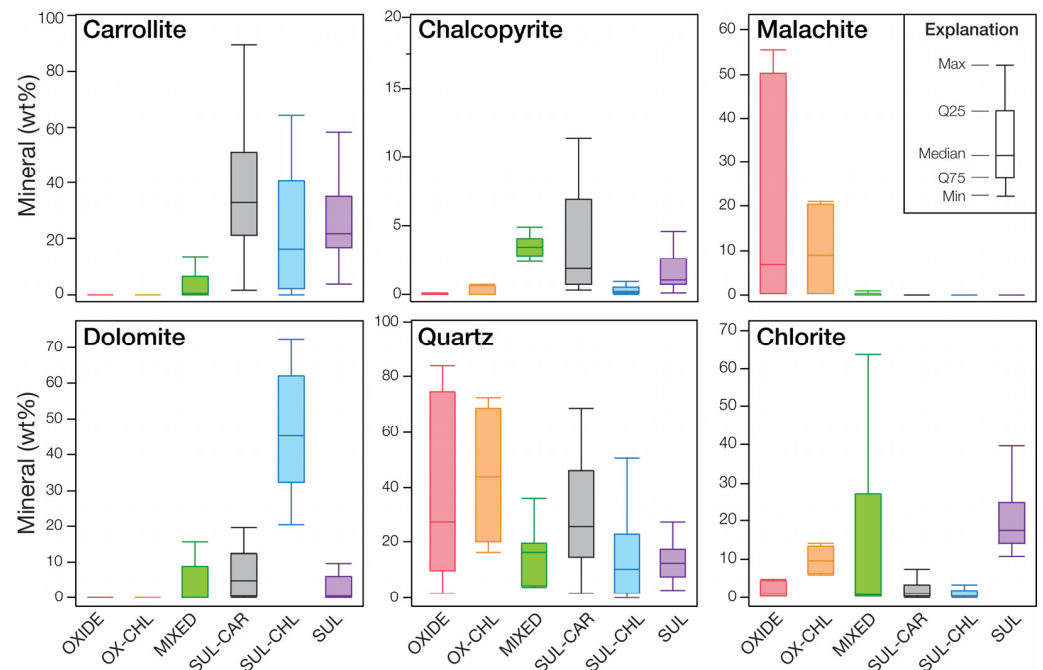 Carrollite
Mineral (wt%)
100
80
60
40
20
0
Chalcopyrite
20
15
10
5
0
Malachite
60
50
40
30
20
10
0
Explanation
Max
Q25
Median
Q75
Min
Dolomite
Mineral (wt%)
70
60
50
40
30
20
10
0
Quartz
100
80
60
40
20
0
Chlorite
70
60
50
40
30
20
10
0
OXIDE
OX-CHL
MIXED
SUL-CAR
SUL-CHL
SUL
OXIDE
OX-CHL
MIXED
SUL-CAR
SUL-CHL
SUL
OXIDE
OX-CHL
MIXED
SUL-CAR
SUL-CHL
SUL